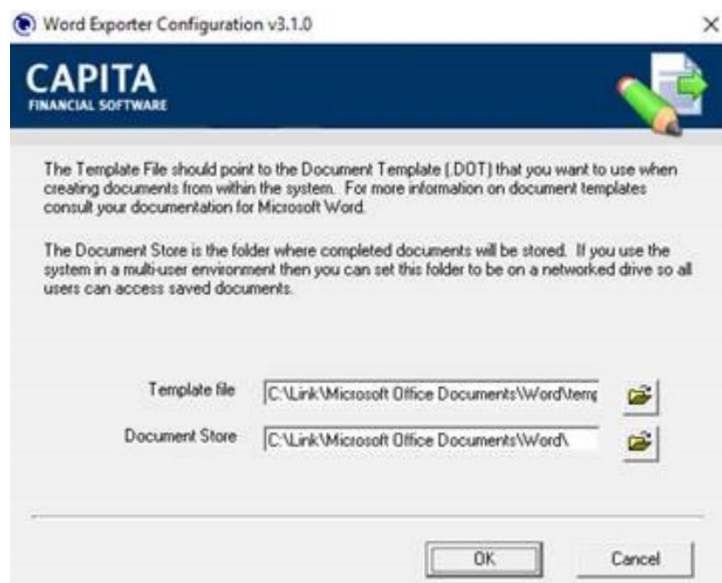 Word Exporter Configuration v3.1.0
CAPITA
FINANCIAL SOFTWARE
The Template File should point to the Document Template (.DOT) that you want to use when
creating documents from within the system. For more information on document templates
consult your documentation for Microsoft Word.
The Document Store is the folder where completed documents will be stored. If you use the
system in a multi-user environment then you can set this folder to be on a networked drive so all
users can access saved documents.
Template file C:\Link\Microsoft Office Documents\Word\temp
Document Store C:\Link\Microsoft Office Documents\Word\
OK Cancel